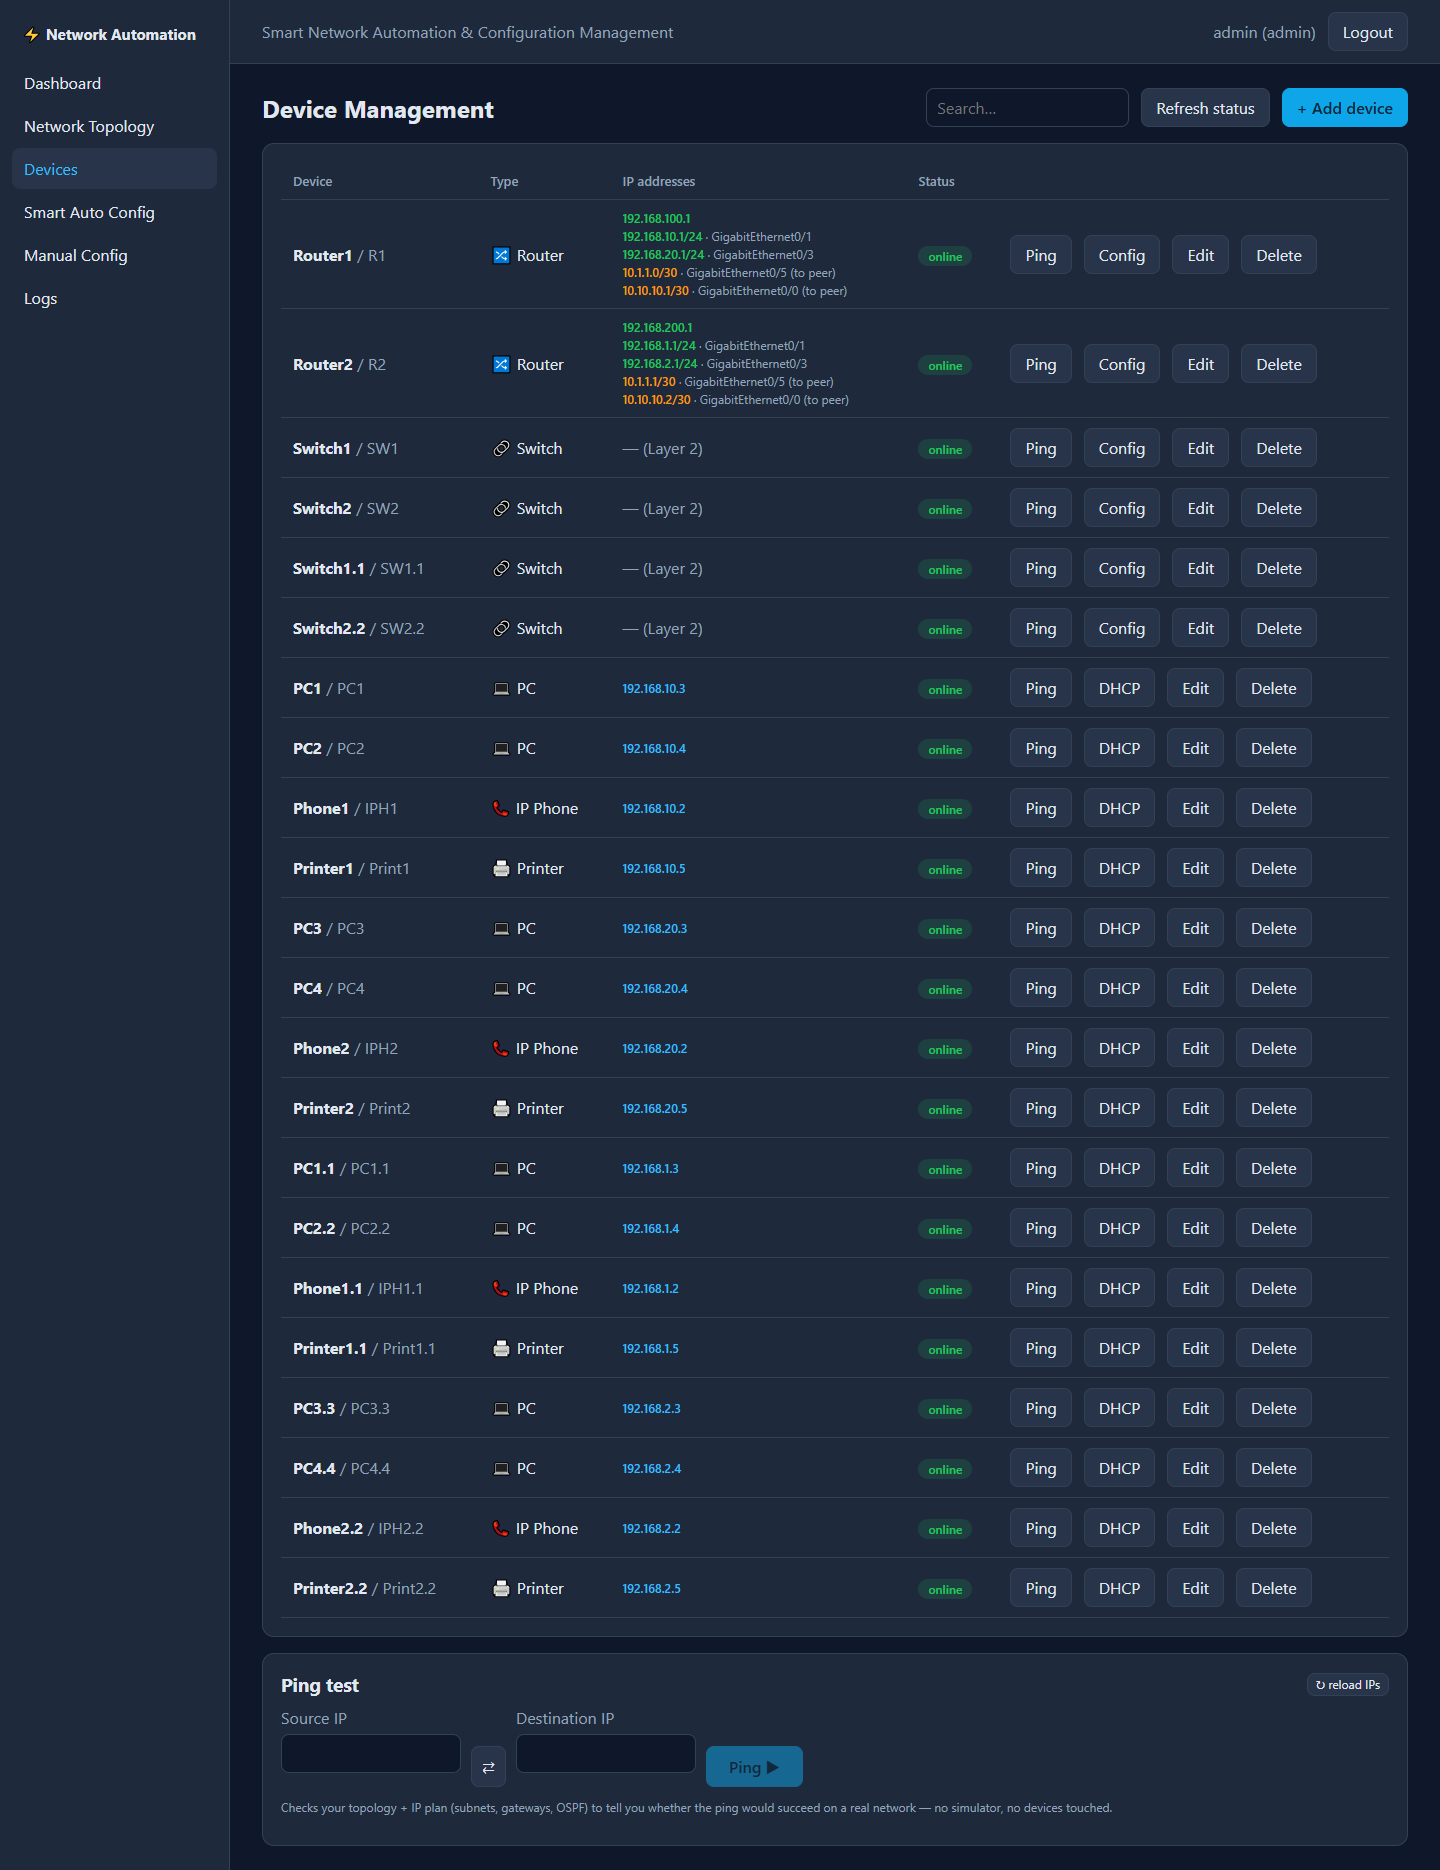 ⚡ Network Automation
Dashboard
Network Topology
Devices
Smart Auto Config
Manual Config
Logs
Smart Network Automation & Configuration Management
admin (admin) Logout
Device Management
Search... Refresh status + Add device
Device Type IP addresses Status
Router1 / R1 Router
192.168.100.1
192.168.10.1/24 · GigabitEthernet0/1
192.168.20.1/24 · GigabitEthernet0/3
10.1.1.0/30 · GigabitEthernet0/5 (to peer)
10.10.10.1/30 · GigabitEthernet0/0 (to peer)
online Ping Config Edit Delete
Router2 / R2 Router
192.168.200.1
192.168.1.1/24 · GigabitEthernet0/1
192.168.2.1/24 · GigabitEthernet0/3
10.1.1.1/30 · GigabitEthernet0/5 (to peer)
10.10.10.2/30 · GigabitEthernet0/0 (to peer)
online Ping Config Edit Delete
Switch1 / SW1 Switch — (Layer 2) online Ping Config Edit Delete
Switch2 / SW2 Switch — (Layer 2) online Ping Config Edit Delete
Switch1.1 / SW1.1 Switch — (Layer 2) online Ping Config Edit Delete
Switch2.2 / SW2.2 Switch — (Layer 2) online Ping Config Edit Delete
PC1 / PC1 PC 192.168.10.3 online Ping DHCP Edit Delete
PC2 / PC2 PC 192.168.10.4 online Ping DHCP Edit Delete
Phone1 / IPH1 IP Phone 192.168.10.2 online Ping DHCP Edit Delete
Printer1 / Print1 Printer 192.168.10.5 online Ping DHCP Edit Delete
PC3 / PC3 PC 192.168.20.3 online Ping DHCP Edit Delete
PC4 / PC4 PC 192.168.20.4 online Ping DHCP Edit Delete
Phone2 / IPH2 IP Phone 192.168.20.2 online Ping DHCP Edit Delete
Printer2 / Print2 Printer 192.168.20.5 online Ping DHCP Edit Delete
PC1.1 / PC1.1 PC 192.168.1.3 online Ping DHCP Edit Delete
PC2.2 / PC2.2 PC 192.168.1.4 online Ping DHCP Edit Delete
Phone1.1 / IPH1.1 IP Phone 192.168.1.2 online Ping DHCP Edit Delete
Printer1.1 / Print1.1 Printer 192.168.1.5 online Ping DHCP Edit Delete
PC3.3 / PC3.3 PC 192.168.2.3 online Ping DHCP Edit Delete
PC4.4 / PC4.4 PC 192.168.2.4 online Ping DHCP Edit Delete
Phone2.2 / IPH2.2 IP Phone 192.168.2.2 online Ping DHCP Edit Delete
Printer2.2 / Print2.2 Printer 192.168.2.5 online Ping DHCP Edit Delete
Ping test ↻ reload IPs
Source IP Destination IP
⇄ Ping ▶
Checks your topology + IP plan (subnets, gateways, OSPF) to tell you whether the ping would succeed on a real network — no simulator, no devices touched.